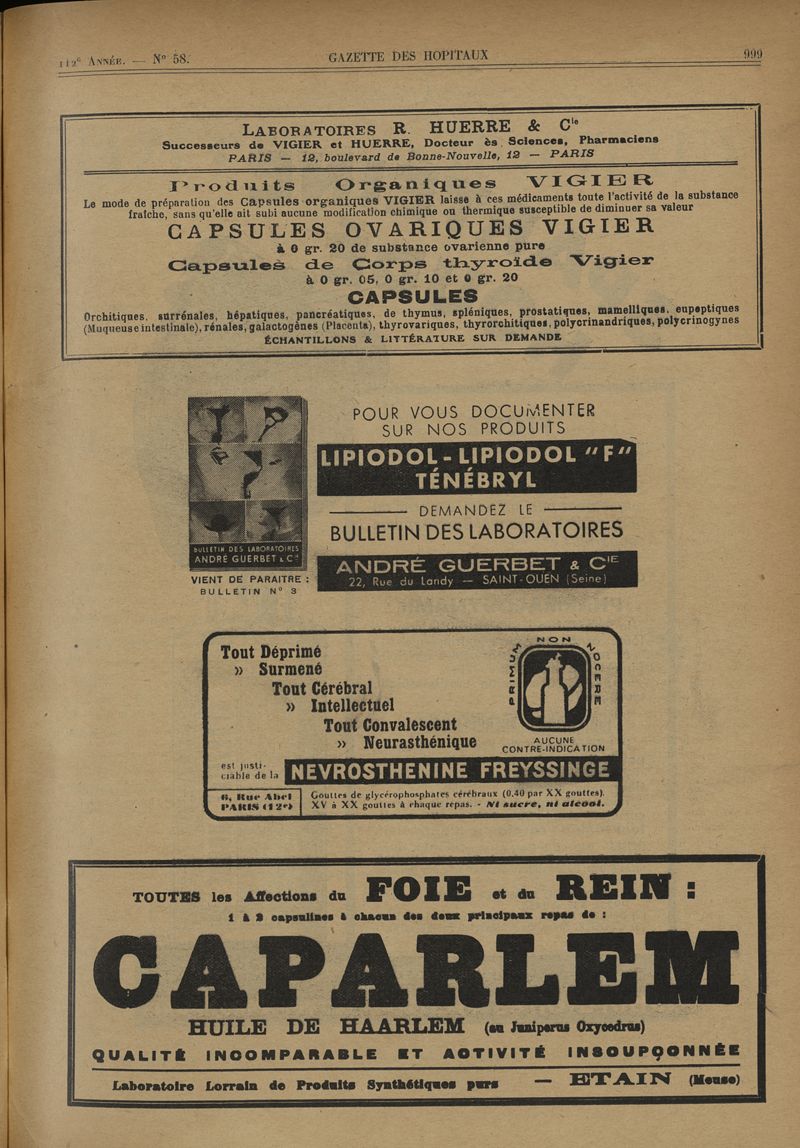 112e ANNÉE. — N° 58.
GAZETTE DES HOPITAUX
999
LABORATOIRES R. HUERRE & Cie
Successeurs de VIGIER et HUERRE, Docteur ès Sciences, Pharmaciens
PARIS — 12, boulevard de Bonne-Nouvelle, 12 — PARIS
Produits Organiques VIGIER
Le mode de préparation des Capsules organiques VIGIER laisse à ces médicaments toute l'activité de la substance
fraîche, sans qu'elle ait subi aucune modification chimique ou thermique susceptible de diminuer sa valeur
CAPSULES OVARIQUES VIGIER
à 0 gr. 20 de substance ovarienne pure
Capsules de Corps thyroïde Vigier
à 0 gr. 05, 0 gr. 10 et 0 gr. 20
CAPSULES
Orchitiques, surrénales, hépatiques, pancréatiques, de thymus, spléniques, prostatiques, mamelliques, eupeptiques
(Muqueuse intestinale), rénales, galactogènes (Placenta), thyrovariques, thyrorchitiques, polycrinandriques, polycrinogynes
ÉCHANTILLONS & LITTÉRATURE SUR DEMANDE
BULLETIN DES LABORATOIRES
ANDRÉ GUERBET & Cie
VIENT DE PARAITRE :
BULLETIN N° 3
POUR VOUS DOCUMENTER
SUR NOS PRODUITS
LIPIODOL - LIPIODOL "F"
TÉNÉBRYL
DEMANDEZ LE
BULLETIN DES LABORATOIRES
ANDRÉ GUERBET & CIE
22, Rue du Landy — SAINT-OUEN (Seine)
Tout Déprimé
» Surmené
Tout Cérébral
» Intellectuel
Tout Convalescent
» Neurasthénique
PRIMUM NON NOCERE
AUCUNE
CONTRE-INDICATION
est justi-
ciable de la
NEVROSTHENINE FREYSSINGE
6, Rue Abel
PARIS (12e)
Gouttes de glycérophosphates cérébraux (0,40 par XX gouttes).
XV à XX gouttes à chaque repas. - Ni sucre, ni alcool.
TOUTES les Affections du FOIE et du REIN :
1 à 2 capsulines à chacun des deux principaux repas de :
CAPARLEM
HUILE DE HAARLEM (au Juniperus Oxycedrus)
QUALITÉ INCOMPARABLE ET ACTIVITÉ INSOUPÇONNÉE
Laboratoire Lorrain de Produits Synthétiques purs — ETAIN (Meuse)